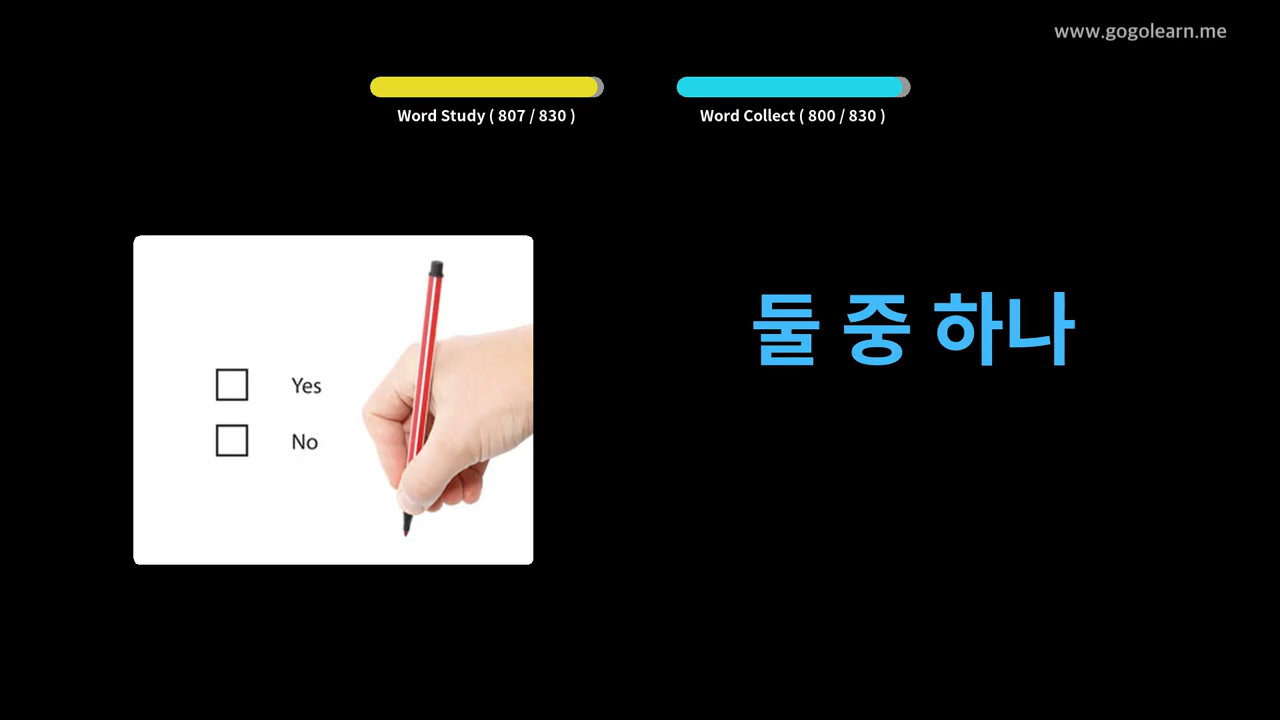 www.gogolearn.me
Word Study ( 807 / 830 )
Word Collect ( 800 / 830 )
둘 중 하나
Yes
No